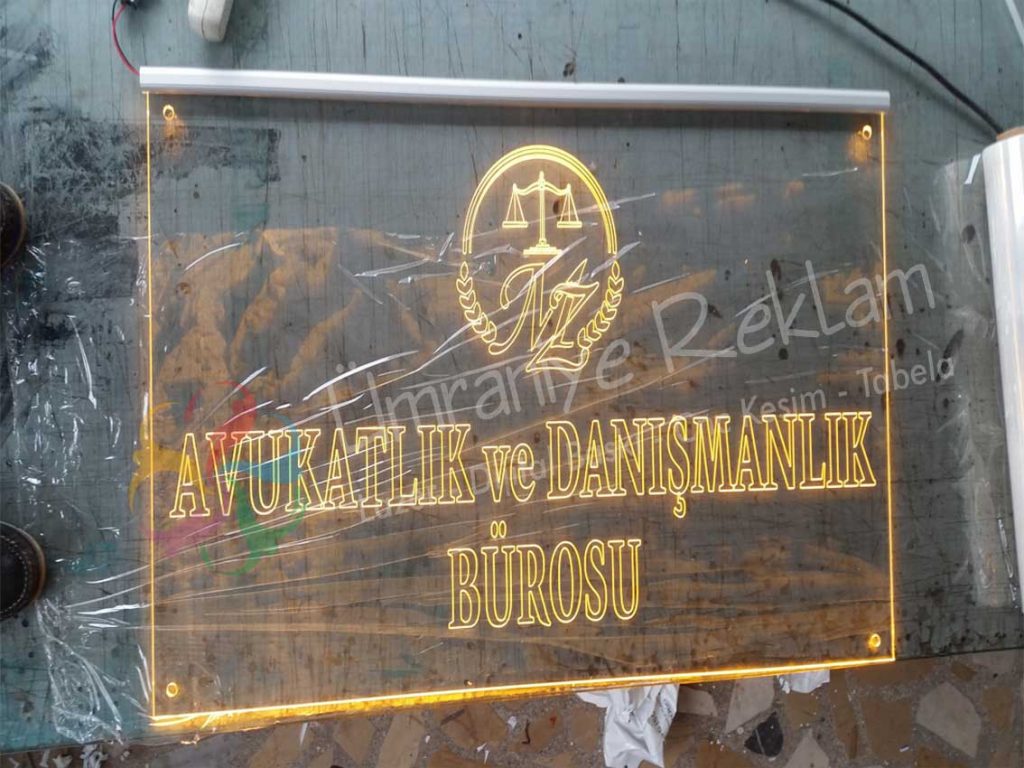 NZ
Ümraniye Reklam
Kesim - Tabela
AVUKATLIK ve DANIŞMANLIK
BÜROSU